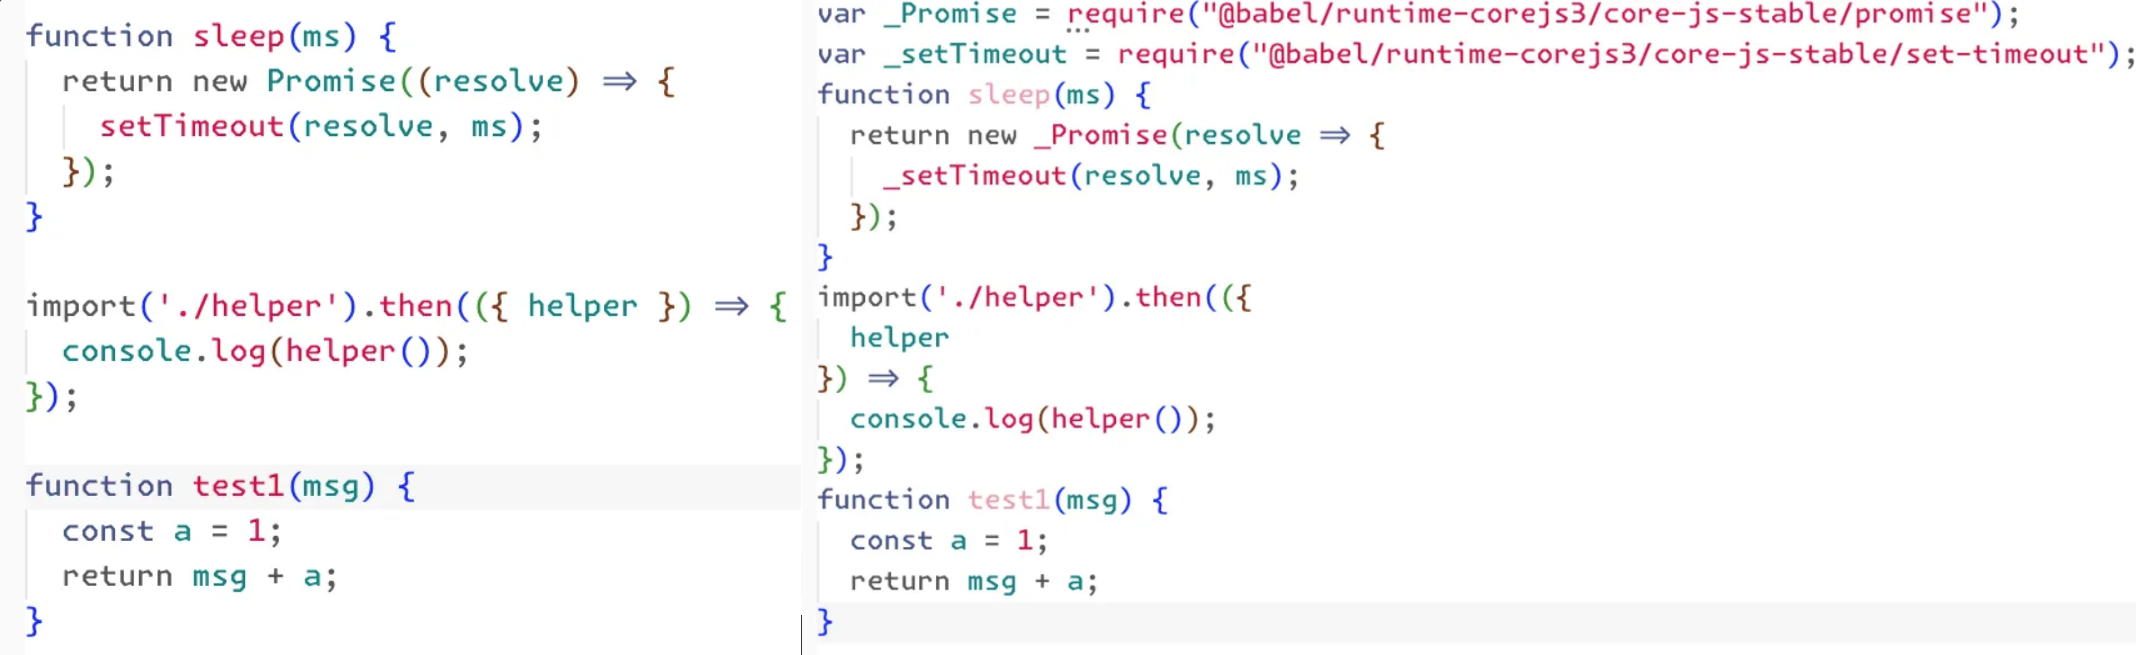 function sleep(ms) {
  return new Promise((resolve) => {
    setTimeout(resolve, ms);
  });
}

import('./helper').then(({ helper }) => {
  console.log(helper());
});

function test1(msg) {
  const a = 1;
  return msg + a;
}

var _Promise = require("@babel/runtime-corejs3/core-js-stable/promise");
var _setTimeout = require("@babel/runtime-corejs3/core-js-stable/set-timeout");
function sleep(ms) {
  return new _Promise(resolve => {
    _setTimeout(resolve, ms);
  });
}
import('./helper').then(({
  helper
}) => {
  console.log(helper());
});
function test1(msg) {
  const a = 1;
  return msg + a;
}